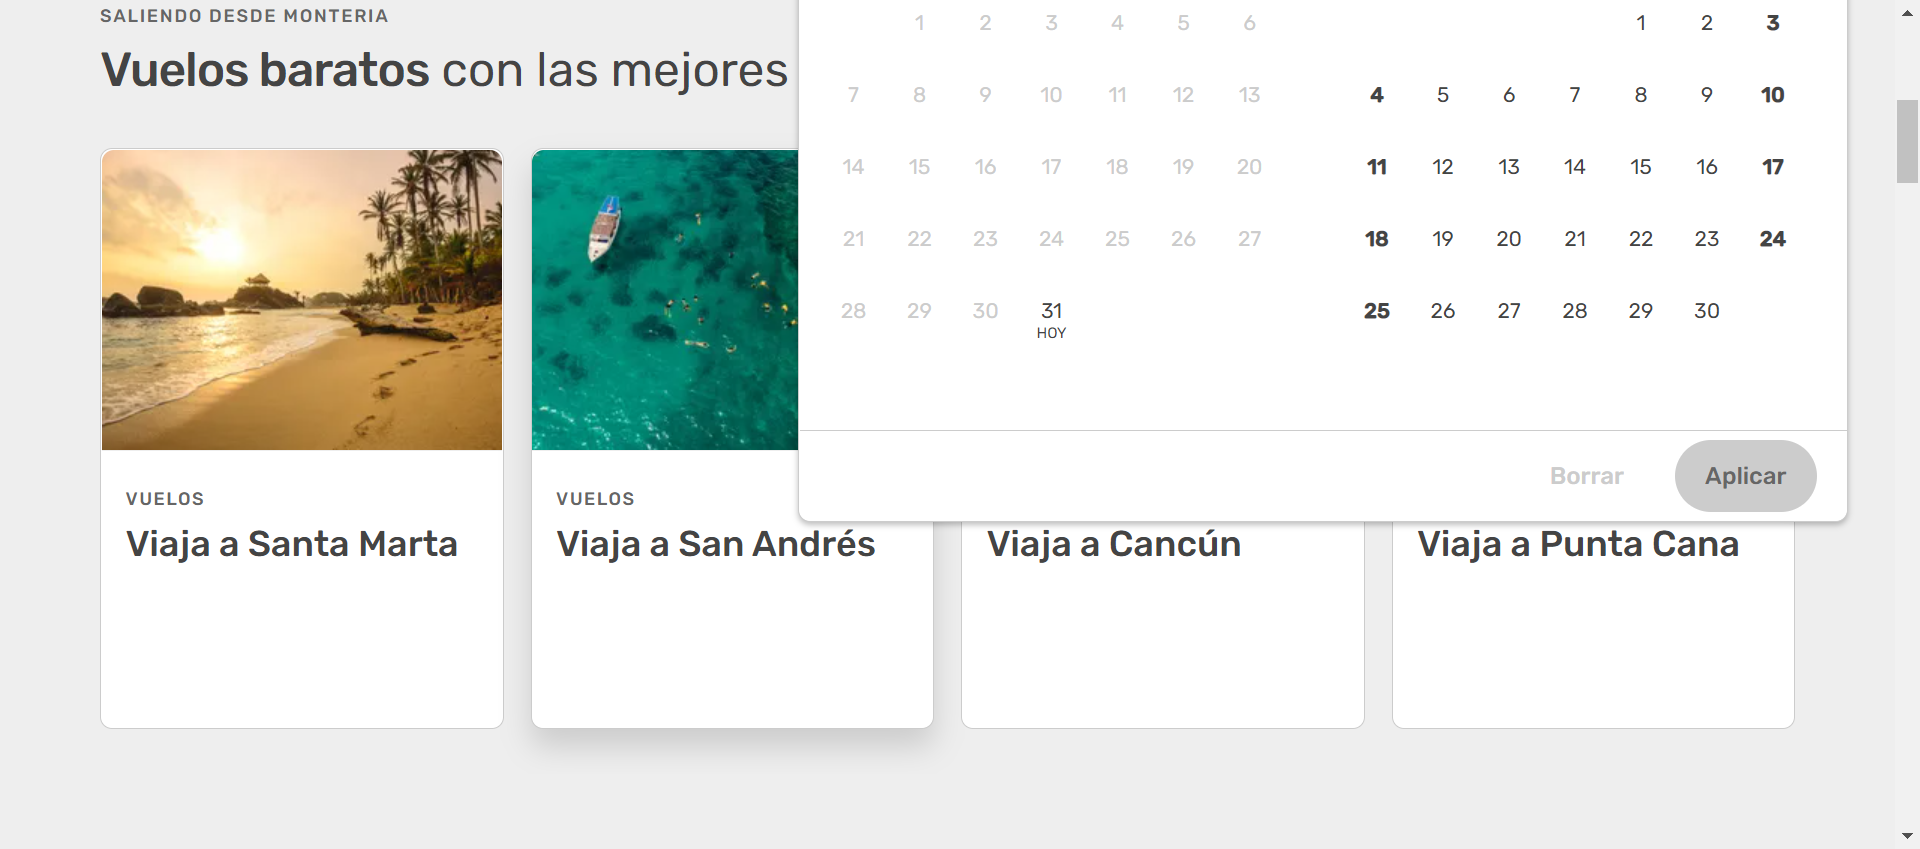 SALIENDO DESDE MONTERIA
Vuelos baratos con las mejores
1 2 3 4 5 6
7 8 9 10 11 12 13
14 15 16 17 18 19 20
21 22 23 24 25 26 27
28 29 30 31
HOY
1 2 3
4 5 6 7 8 9 10
11 12 13 14 15 16 17
18 19 20 21 22 23 24
25 26 27 28 29 30
Borrar Aplicar
VUELOS
Viaja a Santa Marta
VUELOS
Viaja a San Andrés
Viaja a Cancún
Viaja a Punta Cana